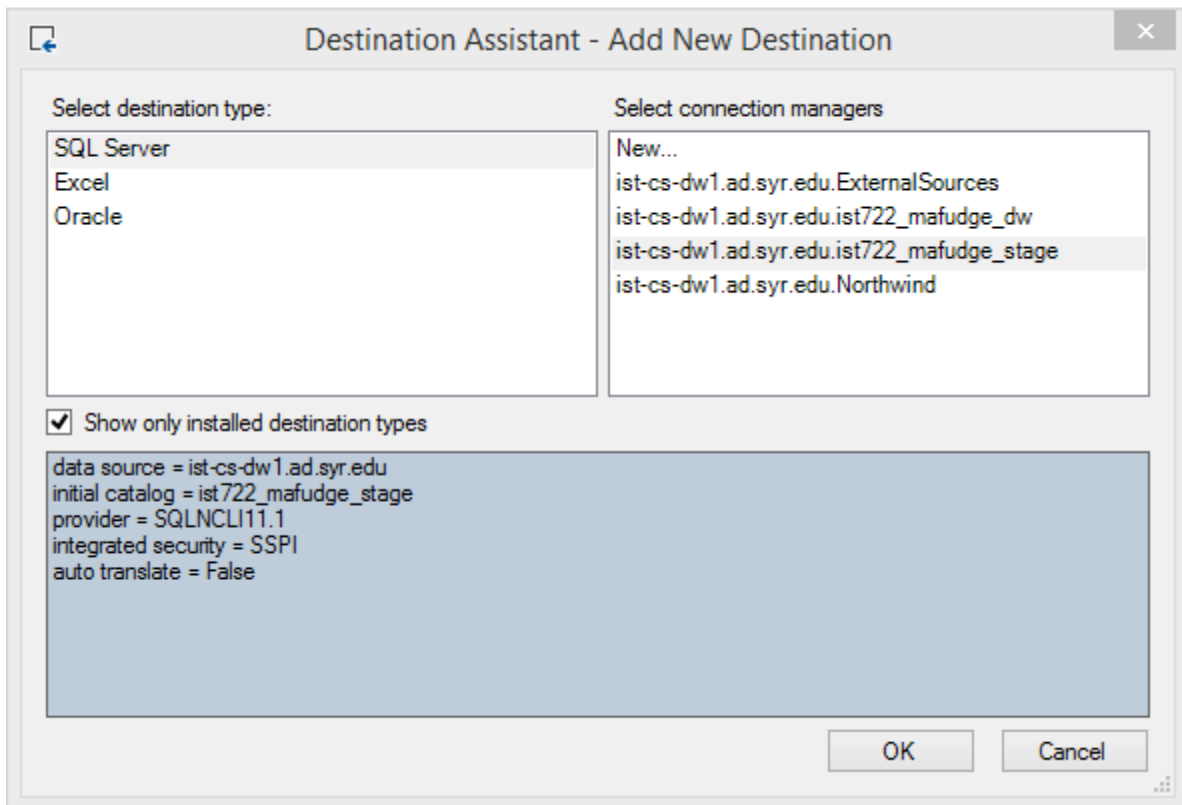 Destination Assistant - Add New Destination
Select destination type:
SQL Server
Excel
Oracle
Select connection managers
New...
ist-cs-dw1.ad.syr.edu.ExternalSources
ist-cs-dw1.ad.syr.edu.ist722_mafudge_dw
ist-cs-dw1.ad.syr.edu.ist722_mafudge_stage
ist-cs-dw1.ad.syr.edu.Northwind
Show only installed destination types
data source = ist-cs-dw1.ad.syr.edu
initial catalog = ist722_mafudge_stage
provider = SQLNCLI11.1
integrated security = SSPI
auto translate = False
OK
Cancel